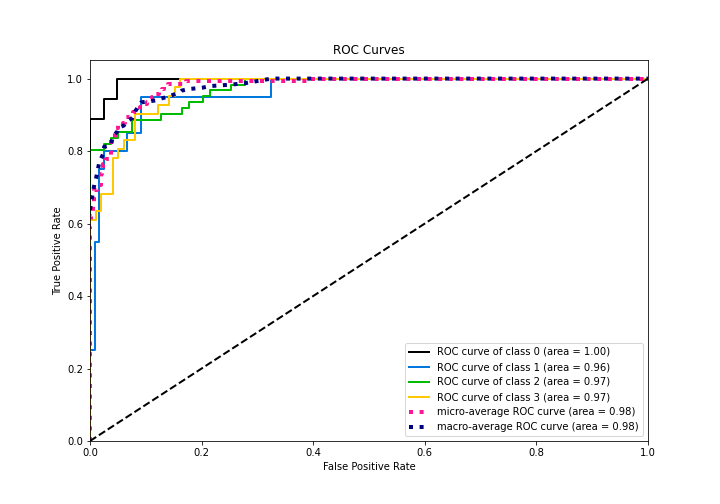 ROC Curves
1.0
0.8
0.6
0.4
0.2
0.0
True Positive Rate
ROC curve of class 0 (area = 1.00)
ROC curve of class 1 (area = 0.96)
ROC curve of class 2 (area = 0.97)
ROC curve of class 3 (area = 0.97)
micro-average ROC curve (area = 0.98)
macro-average ROC curve (area = 0.98)
0.0 0.2 0.4 0.6 0.8 1.0
False Positive Rate